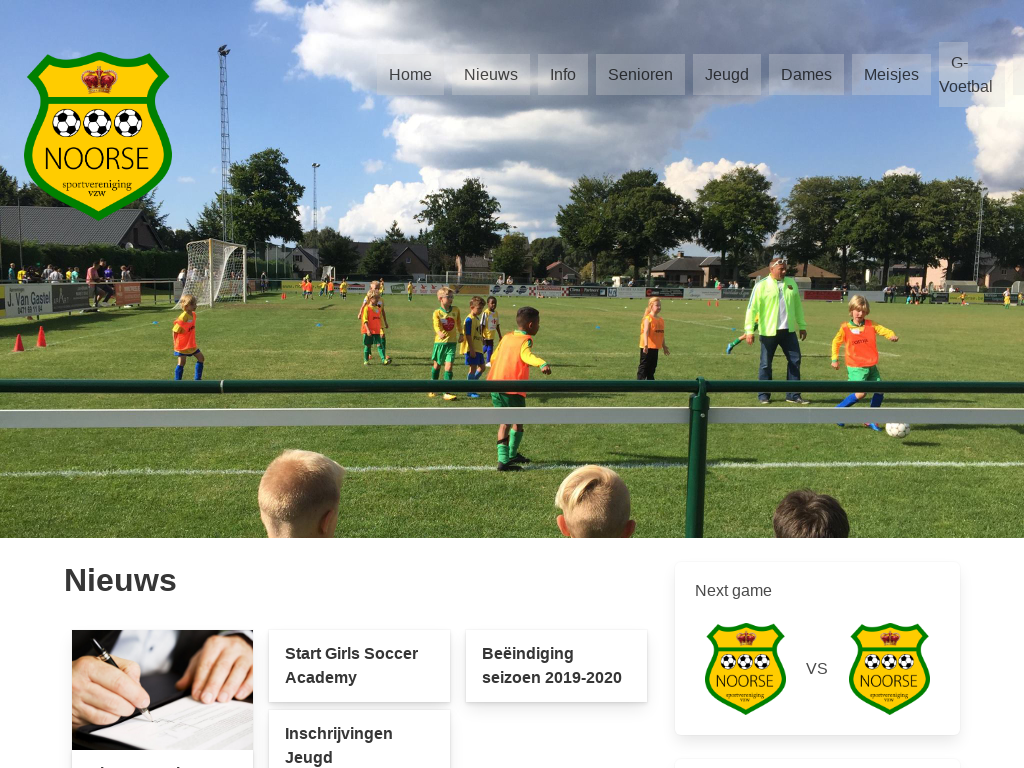 Home
Nieuws
Info
Senioren
Jeugd
Dames
Meisjes
G-
Voetbal
NOORSE
sportvereniging
vzw
J. Van Gastel
Nieuws
Start Girls Soccer
Academy
Beëindiging
seizoen 2019-2020
Inschrijvingen
Jeugd
Next game
NOORSE
sportvereniging
vzw
VS
NOORSE
sportvereniging
vzw